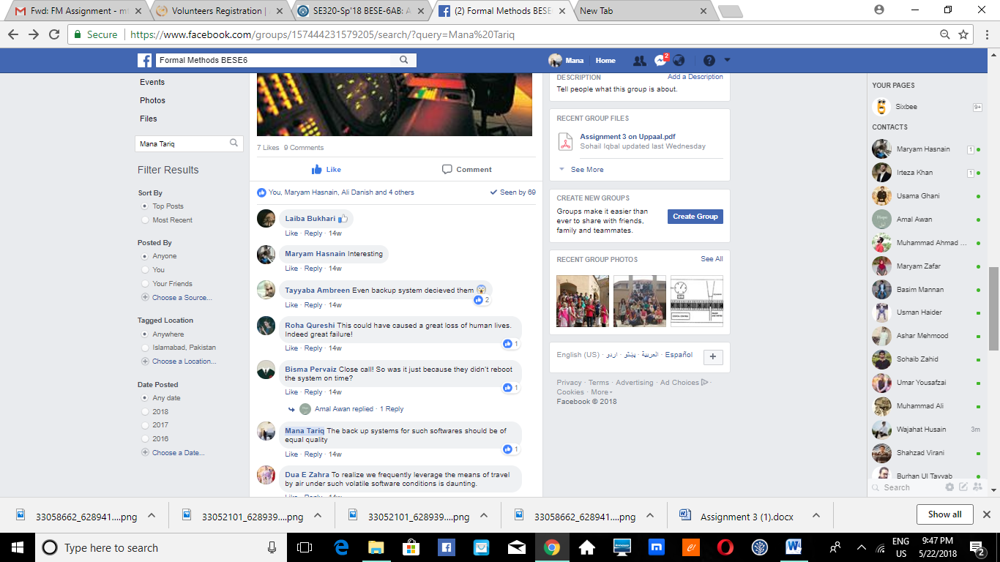 Fwd: FM Assignment - m
Volunteers Registration |
SE320-Sp'18 BESE-6AB: A
(2) Formal Methods BESE
New Tab
Secure
https://www.facebook.com/groups/157444231579205/search/?query=Mana%20Tariq
Formal Methods BESE6
Mana
Home
2
Events
Photos
Files
Mana Tariq
Filter Results
Sort By
Top Posts
Most Recent
Posted By
Anyone
You
Your Friends
Choose a Source...
Tagged Location
Anywhere
Islamabad, Pakistan
Choose a Location...
Date Posted
Any date
2018
2017
2016
Choose a Date...
7 Likes 9 Comments
Like
Comment
You, Maryam Hasnain, Ali Danish and 4 others
Seen by 69
Laiba Bukhari
Like · Reply · 14w
Maryam Hasnain Interesting
Like · Reply · 14w
Tayyaba Ambreen Even backup system decieved them
2
Like · Reply · 14w
Roha Qureshi This could have caused a great loss of human lives.
Indeed great failure!
1
Like · Reply · 14w
Bisma Pervaiz Close call! So was it just because they didn't reboot
the system on time?
1
Like · Reply · 14w
Amal Awan replied · 1 Reply
Mana Tariq The back up systems for such softwares should be of
equal quality
1
Like · Reply · 14w
Dua E Zahra To realize we frequently leverage the means of travel
by air under such volatile software conditions is daunting.
Like · Reply · 14w
DESCRIPTION
Add a Description
Tell people what this group is about.
RECENT GROUP FILES
Assignment 3 on Uppaal.pdf
Sohail Iqbal updated last Wednesday
See More
CREATE NEW GROUPS
Groups make it easier than
ever to share with friends,
family and teammates.
Create Group
RECENT GROUP PHOTOS
See All
English (US) · اردو · پښتو · العربية · Español
Privacy · Terms · Advertising · Ad Choices ·
Cookies · More
Facebook © 2018
YOUR PAGES
Sixbee
9+
CONTACTS
Maryam Hasnain
1
Irteza Khan
1
Usama Ghani
Amal Awan
Muhammad Ahmad ...
Maryam Zafar
Basim Mannan
Usman Haider
Ashar Mehmood
Sohaib Zahid
Umar Yousafzai
Muhammad Ali
Wajahat Husain
3m
Shahzad Virani
Burhan Ul Tayyab
Search
33058662_628941....png
33052101_628939....png
33052101_628939....png
33058662_628941....png
Assignment 3 (1).docx
Show all
Type here to search
ENG
US
9:47 PM
5/22/2018
2